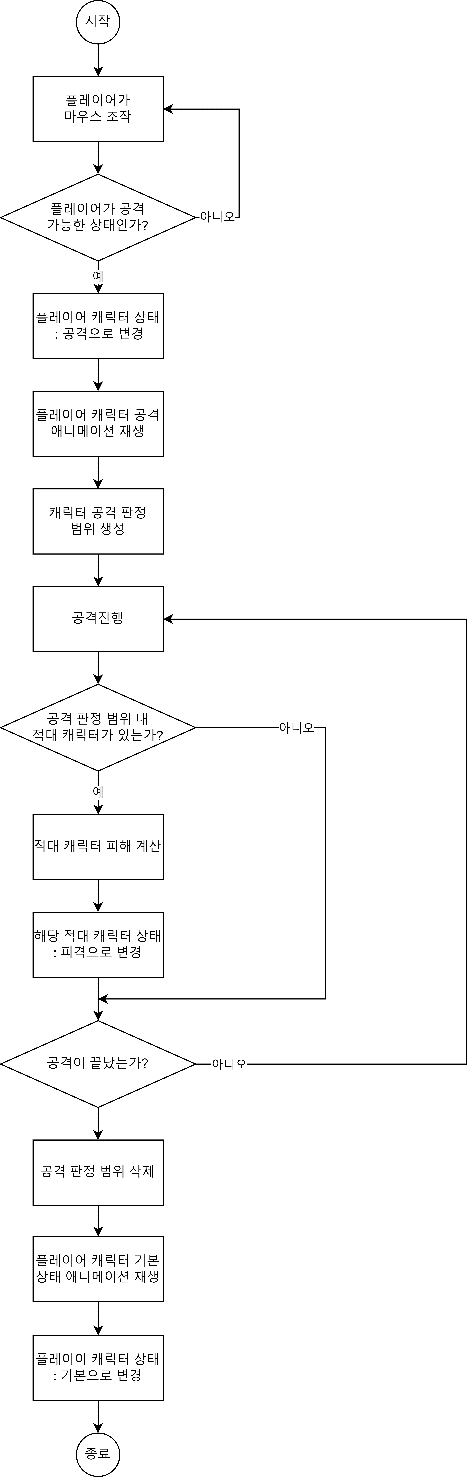 시작
플레이어가
마우스 조작
플레이어가 공격
가능한 상태인가?
아니오
예
플레이어 캐릭터 상태
: 공격으로 변경
플레이어 캐릭터 공격
애니메이션 재생
캐릭터 공격 판정
범위 생성
공격진행
공격 판정 범위 내
적대 캐릭터가 있는가?
아니오
예
적대 캐릭터 피해 계산
해당 적대 캐릭터 상태
: 피격으로 변경
공격이 끝났는가?
아니오
공격 판정 범위 삭제
플레이어 캐릭터 기본
상태 애니메이션 재생
플레이어 캐릭터 상태
: 기본으로 변경
종료